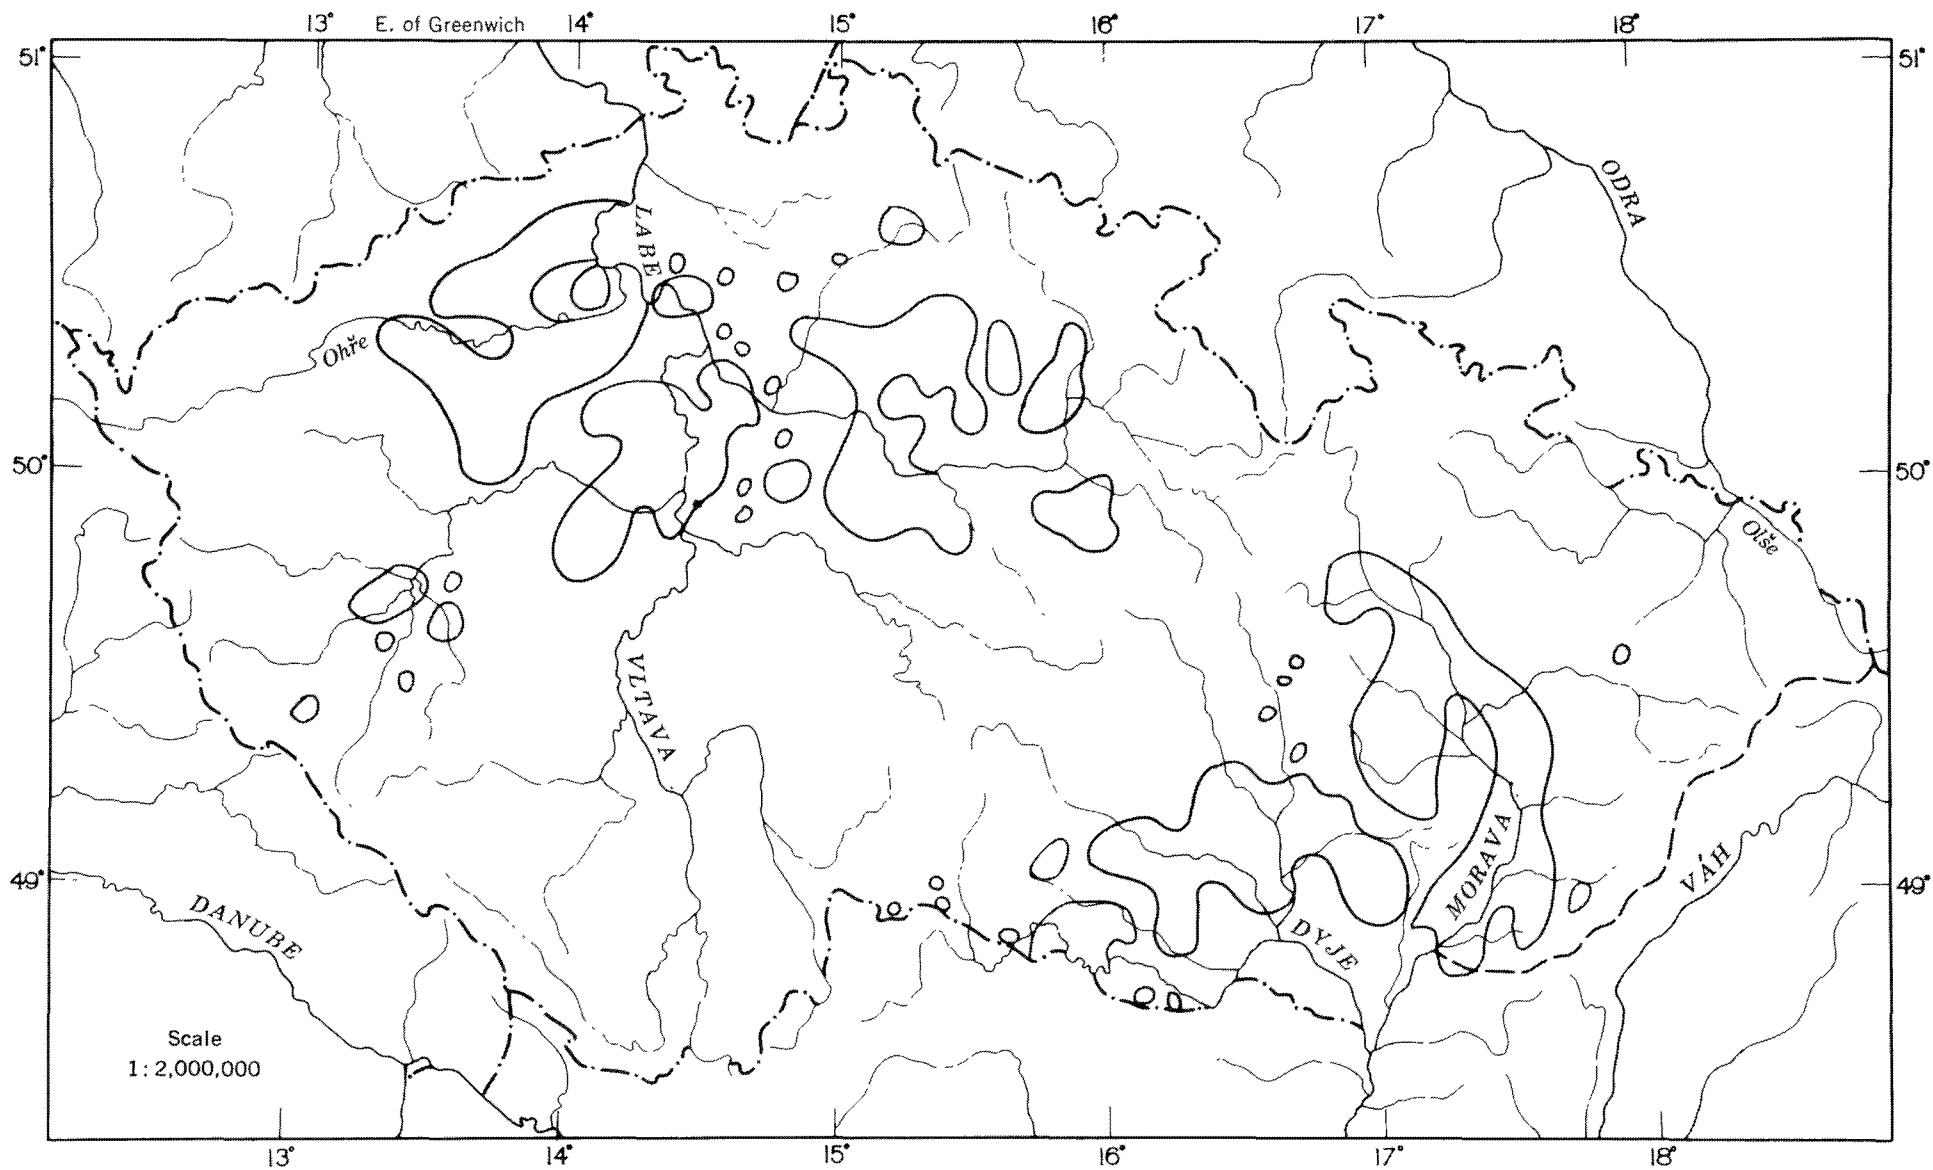 13° E. of Greenwich 14° 15° 16° 17° 18°
51° 51°
ODRA
LABE
Ohře
50° 50°
Olše
VLTAVA
MORAVA
VÁH
49° 49°
DANUBE
DYJE
Scale
1:2,000,000
13° 14° 15° 16° 17° 18°